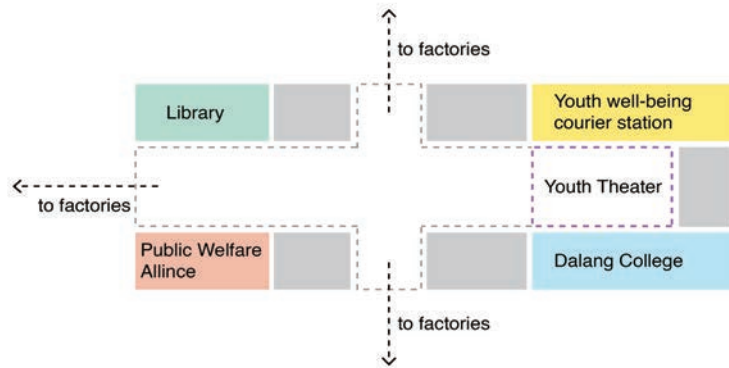 to factories
Library
Youth well-being
courier station
Youth Theater
to factories
Public Welfare
Allince
Dalang College
to factories